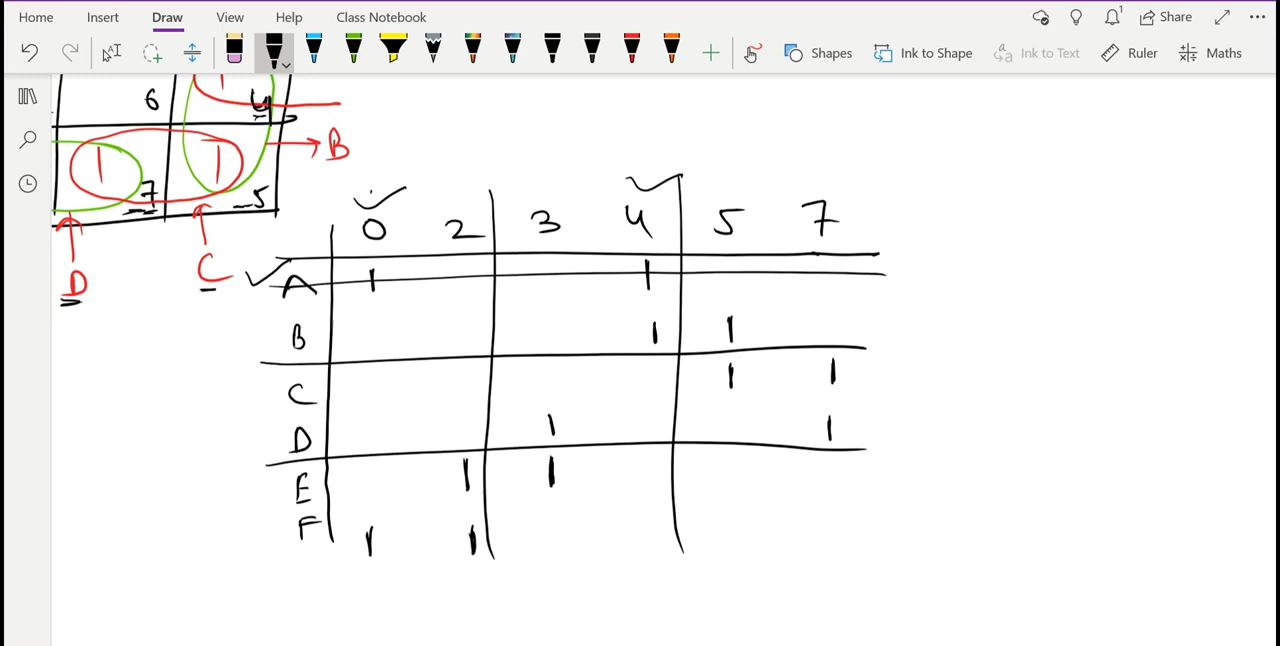 Home Insert Draw View Help Class Notebook 1 Share
Ink to Shape Ink to Text Ruler Maths Shapes
6 4
1 1 B
7 5
D C
0 2 3 4 5 7
A 1 1
B 1 1
C 1 1
D 1 1
E 1 1
F 1 1